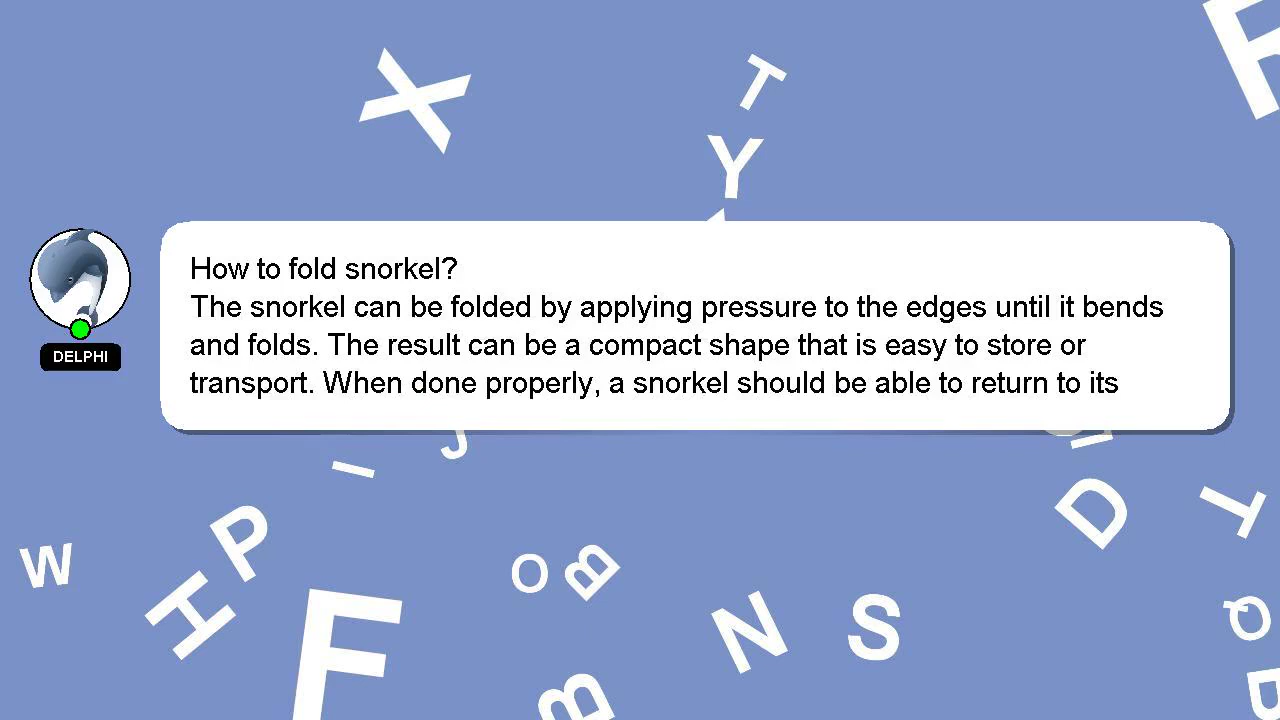 X
T
Y
How to fold snorkel?
The snorkel can be folded by applying pressure to the edges until it bends
and folds. The result can be a compact shape that is easy to store or
transport. When done properly, a snorkel should be able to return to its
DELPHI
J
I
D
T
P
W
H
O
B
F
N
S
Q
B